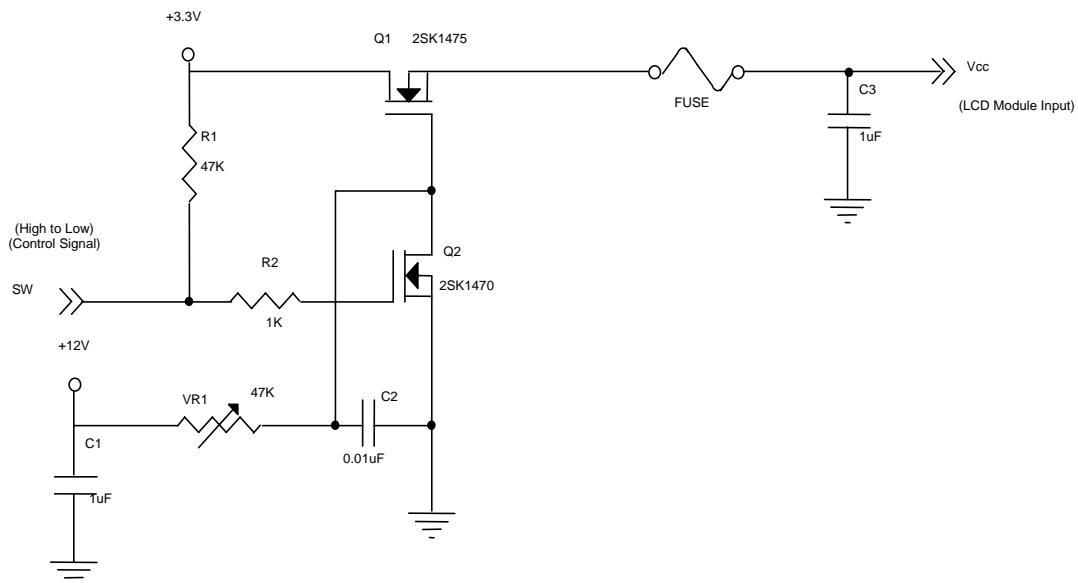 +3.3V
Q1 2SK1475
Vcc
C3
FUSE
(LCD Module Input)
R1
1uF
47K
(High to Low)
(Control Signal)
Q2
R2
SW
2SK1470
1K
+12V
VR1
47K
C2
C1
0.01uF
1uF